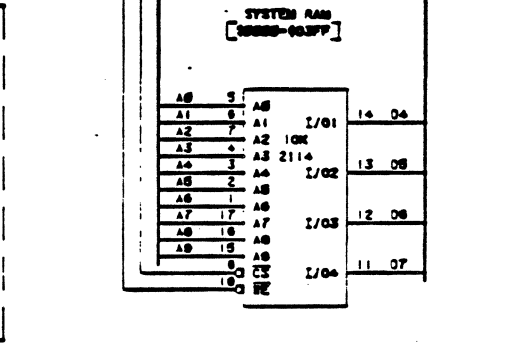 SYSTEM RAM
A0 5 A0
A1 6 A1 I/O1 14 D4
A2 7 A2 10K
A3 4 A3 2114
A4 3 A4 I/O2 13 D5
A5 2 A5
A6 1 A6
A7 17 A7 I/O3 12 D6
A8 16 A8
A9 15 A9
8 CS I/O4 11 D7
10